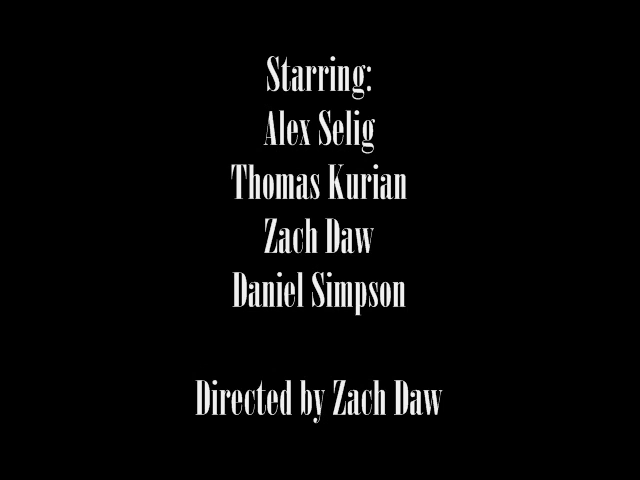 Starring:
Alex Selig
Thomas Kurian
Zach Daw
Daniel Simpson
Directed by Zach Daw